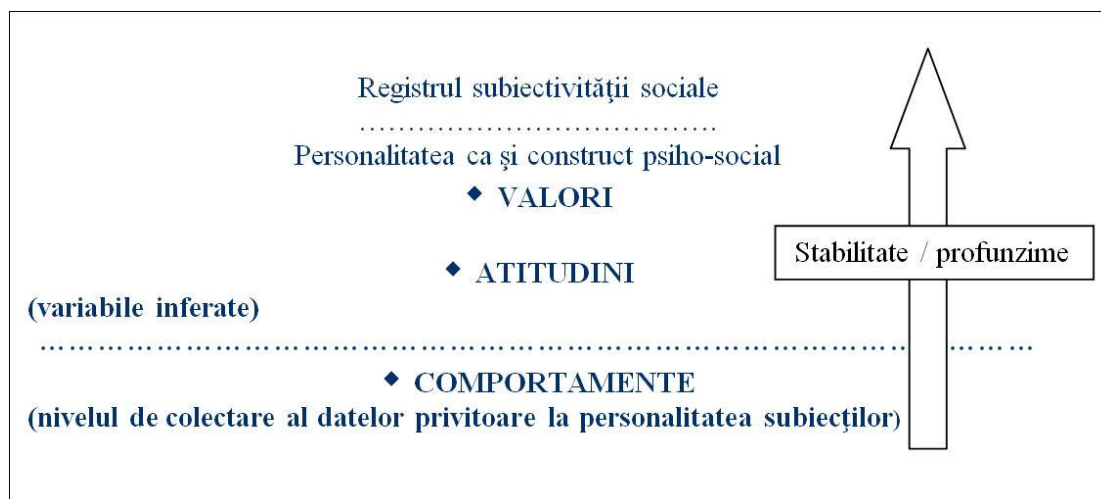 Registrul subiectivităţii sociale
………………………………
Personalitatea ca şi construct psiho-social
◆ VALORI
Stabilitate / profunzime
◆ ATITUDINI
(variabile inferate)
◆ COMPORTAMENTE
(nivelul de colectare al datelor privitoare la personalitatea subiecţilor)